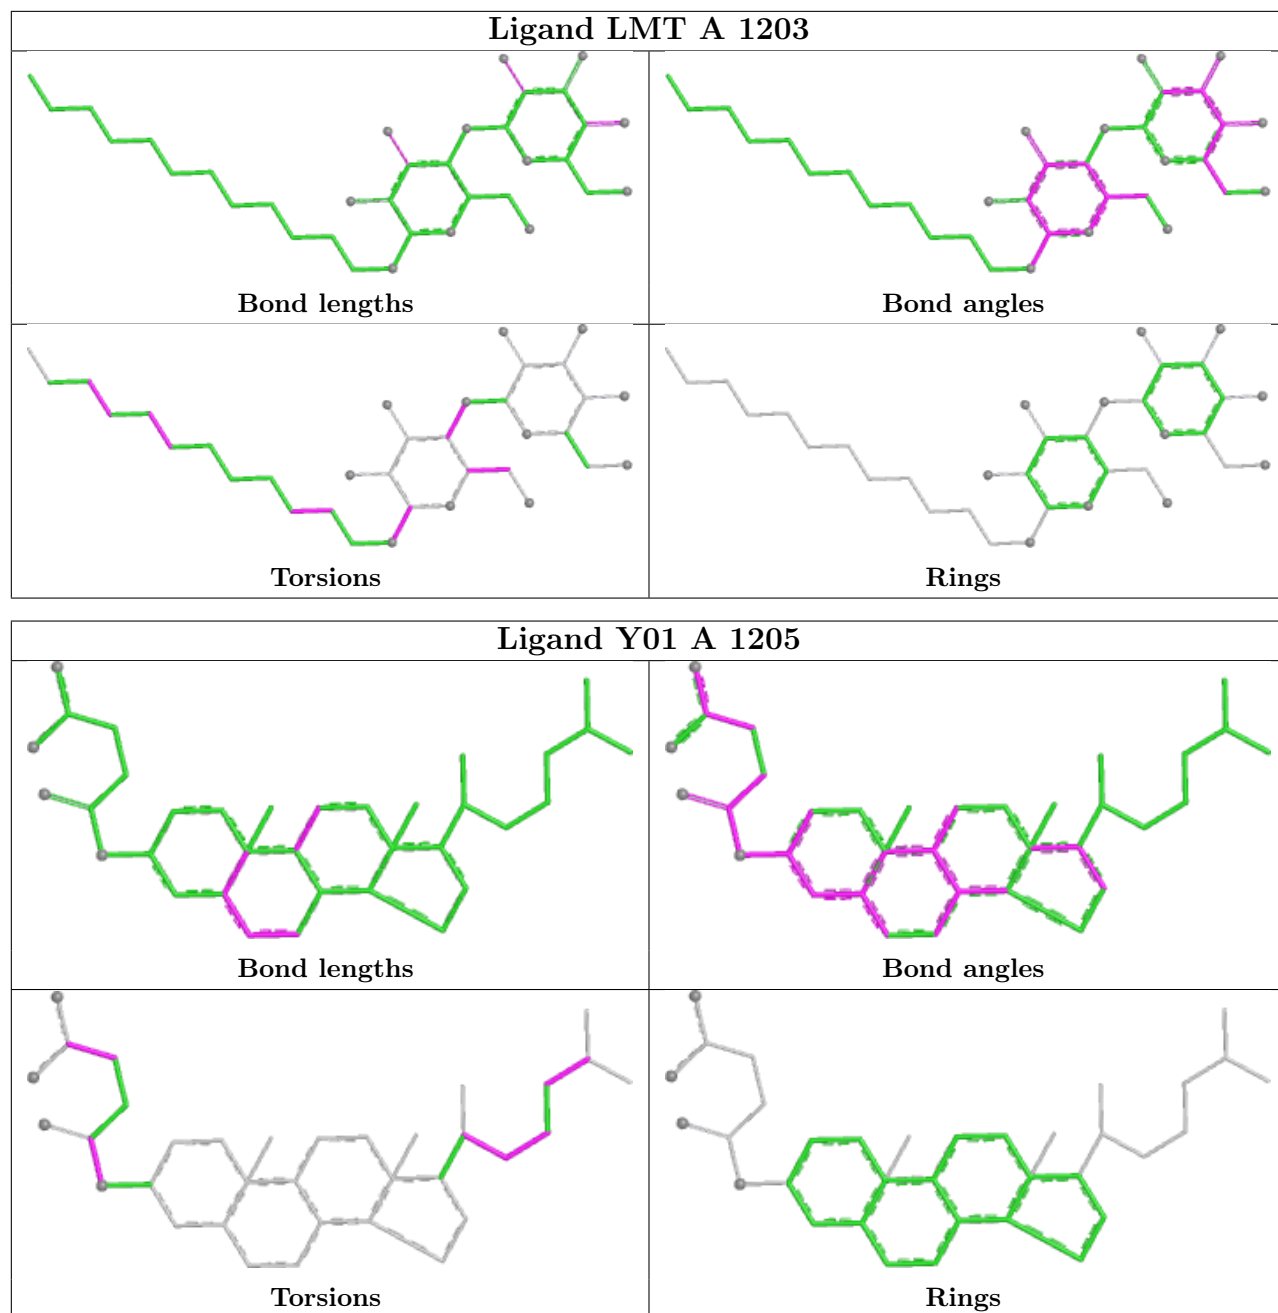 Ligand LMT A 1203
Bond lengths
Bond angles
Torsions
Rings
Ligand Y01 A 1205
Bond lengths
Bond angles
Torsions
Rings